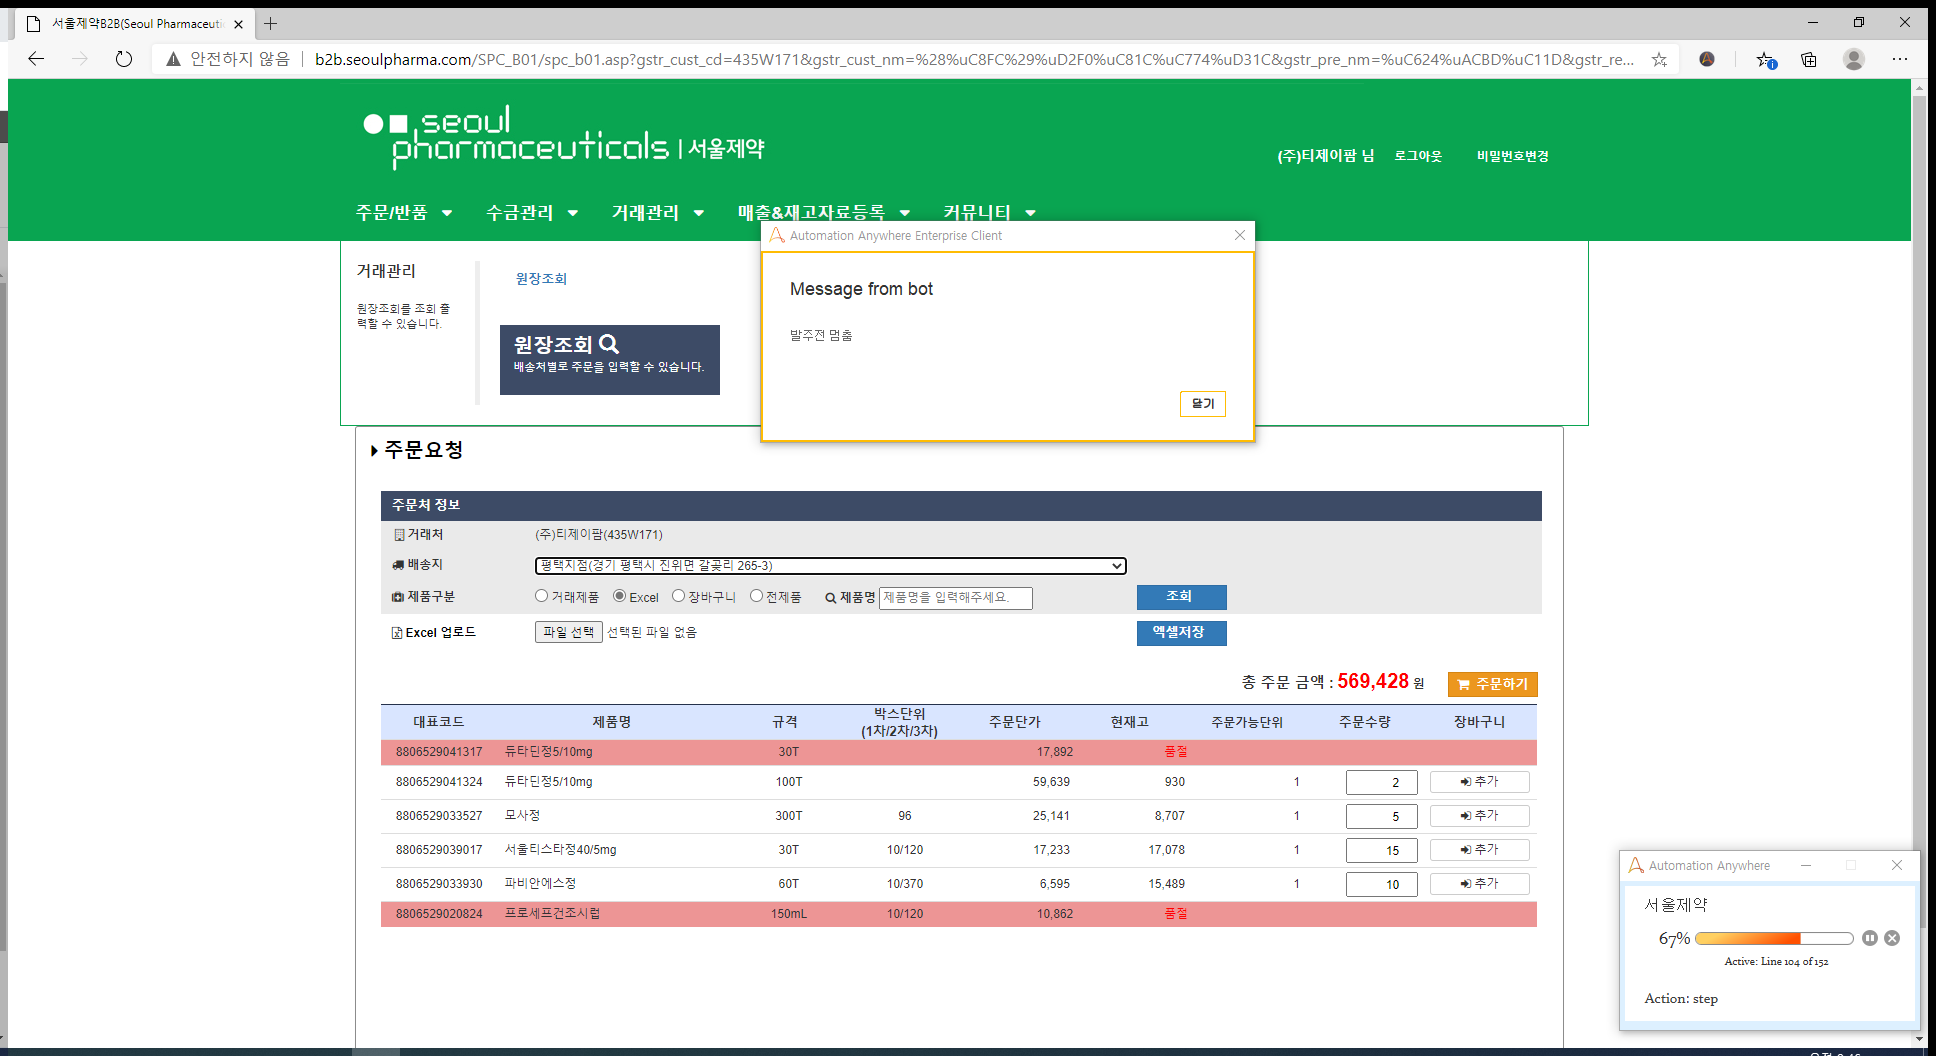 서울제약B2B(Seoul Pharmaceuti
안전하지 않음
b2b.seoulpharma.com/SPC_B01/spc_b01.asp?gstr_cust_cd=435W171&gstr_cust_nm=%28%uC8FC%29%uD2F0%uC81C%uC774%uD31C&gstr_pre_nm=%uC624%uACBD%uC11D&gstr_re...
seoul
pharmaceuticals | 서울제약
(주)티제이팜 님 로그아웃 비밀번호변경
주문/반품 수금관리 거래관리 매출&재고자료등록 커뮤니티
거래관리
원장조회를 조회 출
력할 수 있습니다.
원장조회
원장조회
배송처별로 주문을 입력할 수 있습니다.
Automation Anywhere Enterprise Client
Message from bot
발주전 멈춤
닫기
주문요청
주문처 정보
거래처 (주)티제이팜(435W171)
배송지 평택지점(경기 평택시 진위면 갈곶리 265-3)
제품구분 거래제품 Excel 장바구니 전제품 제품명 제품명을 입력해주세요. 조회
Excel 업로드 파일 선택 선택된 파일 없음 엑셀저장
총 주문 금액 : 569,428 원 주문하기
대표코드 제품명 규격 박스단위 (1차/2차/3차) 주문단가 현재고 주문가능단위 주문수량 장바구니
8806529041317 듀타딘정5/10mg 30T 17,892 품절
8806529041324 듀타딘정5/10mg 100T 59,639 930 1 2 추가
8806529033527 모사정 300T 96 25,141 8,707 1 5 추가
8806529039017 서울티스타정40/5mg 30T 10/120 17,233 17,078 1 15 추가
8806529033930 파비안에스정 60T 10/370 6,595 15,489 1 10 추가
8806529020824 프로세프건조시럽 150mL 10/120 10,862 품절
Automation Anywhere
서울제약
67%
Active: Line 104 of 152
Action: step